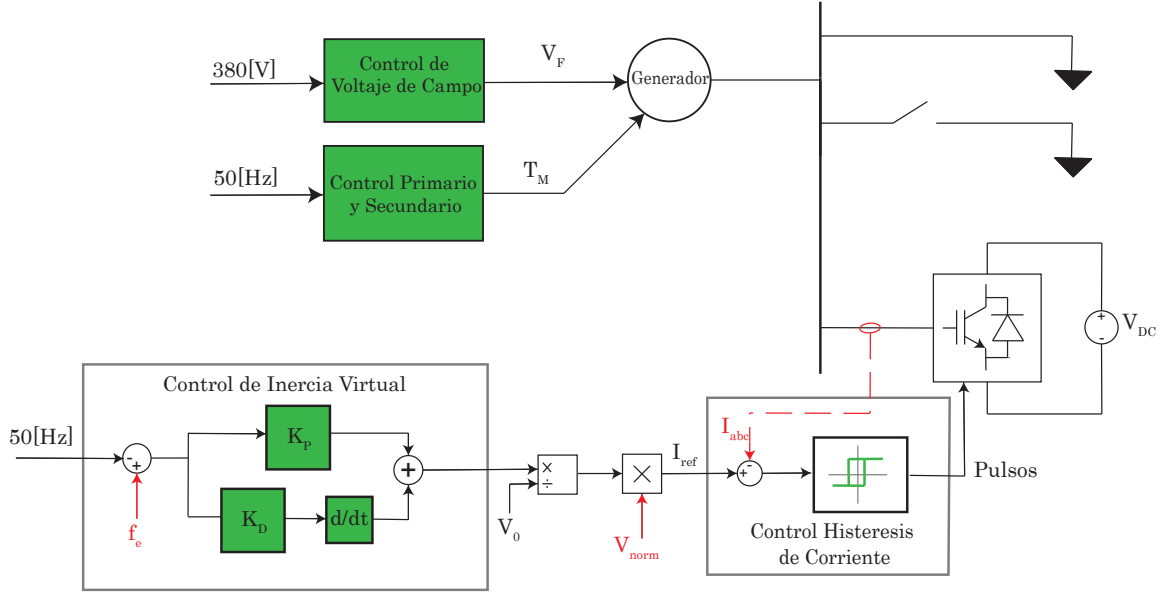 380[V]
Control de
Voltaje de Campo
V_F
Generador
50[Hz]
Control Primario
y Secundario
T_M
+
-
V_DC
Control de Inercia Virtual
50[Hz]
-
+
f_e
K_P
K_D
d/dt
+
×
÷
V_0
×
V_norm
I_ref
I_abc
-
+
Pulsos
Control Histeresis
de Corriente